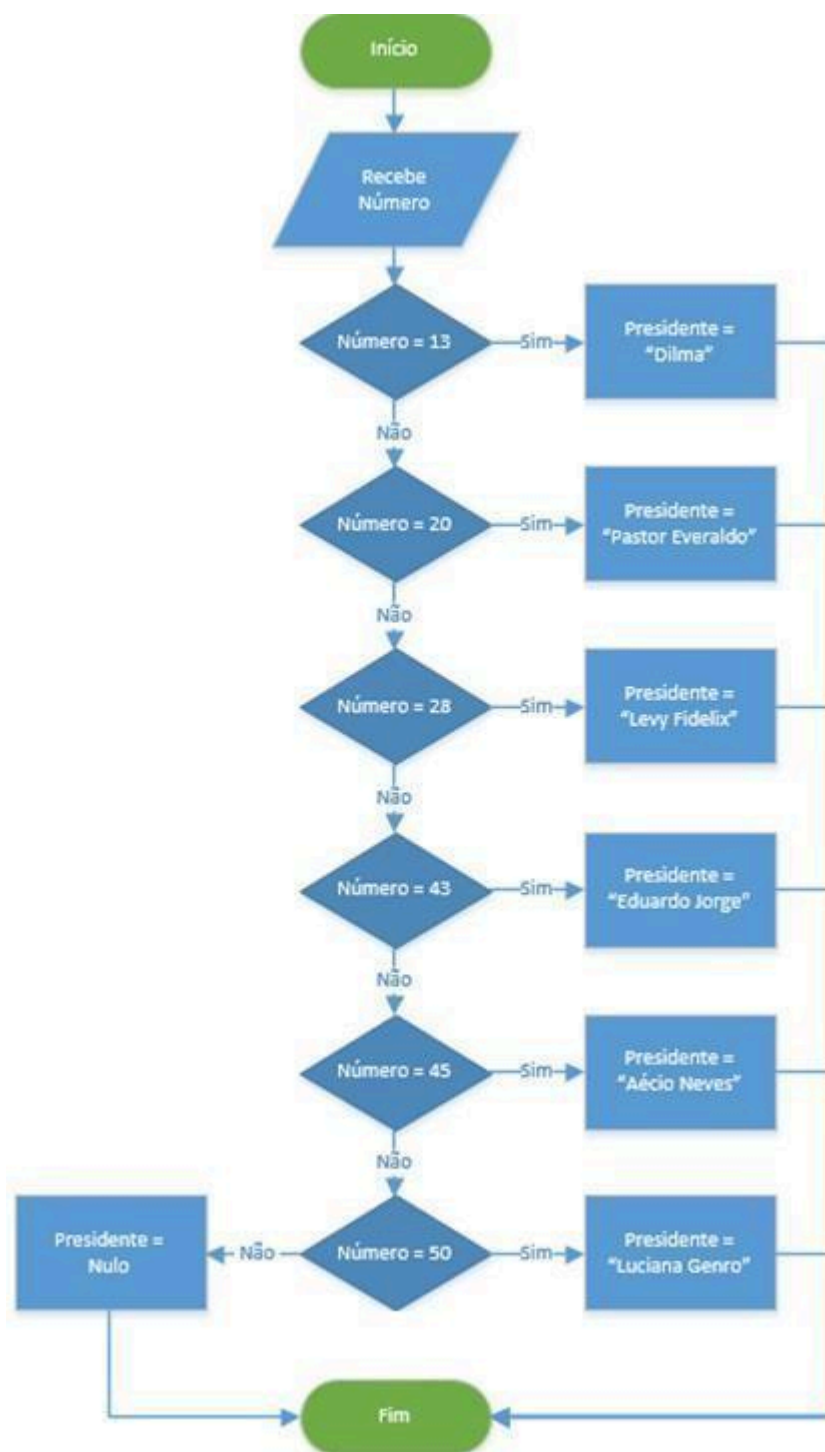 Início
Recebe
Número
Número = 13
Sim
Presidente =
“Dilma”
Não
Número = 20
Sim
Presidente =
“Pastor Everaldo”
Não
Número = 28
Sim
Presidente =
“Levy Fidelix”
Não
Número = 43
Sim
Presidente =
“Eduardo Jorge”
Não
Número = 45
Sim
Presidente =
“Aécio Neves”
Não
Presidente =
Nulo
Não
Número = 50
Sim
Presidente =
“Luciana Genro”
Fim